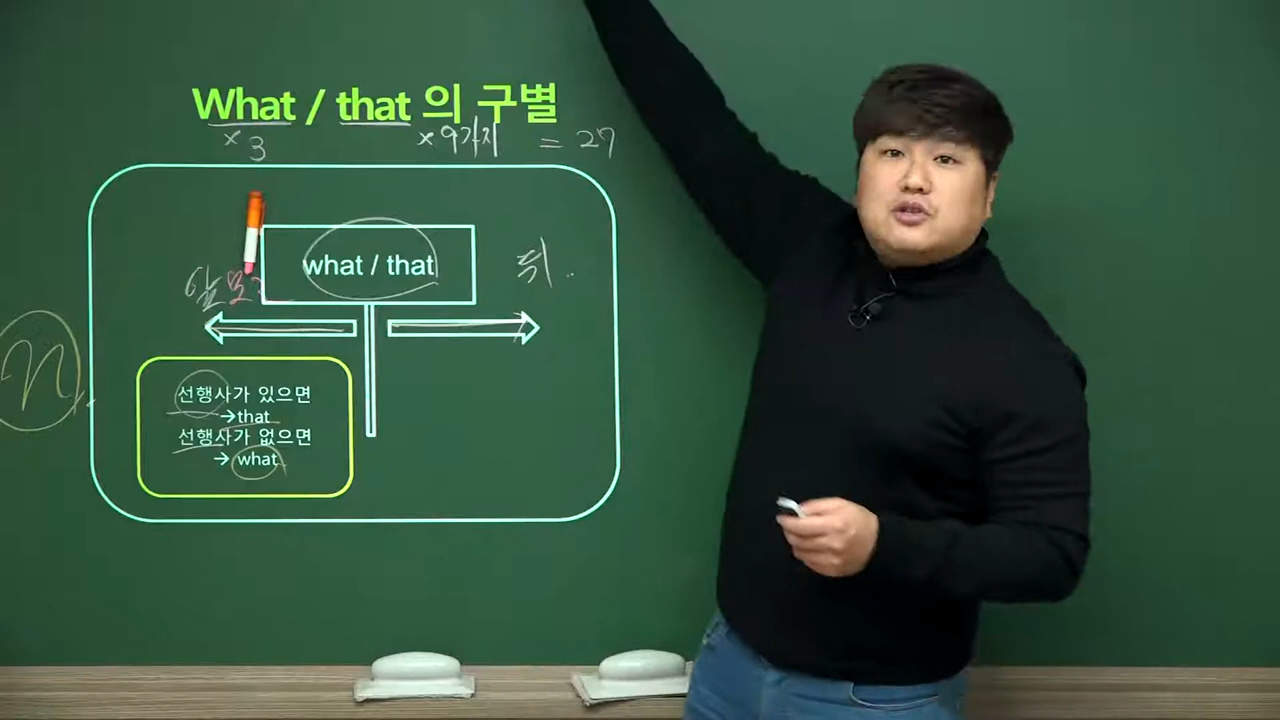 What / that 의 구별
×3 ×9가지 = 27
what / that
앞 뒤.
n
선행사가 있으면
→that
선행사가 없으면
→ what